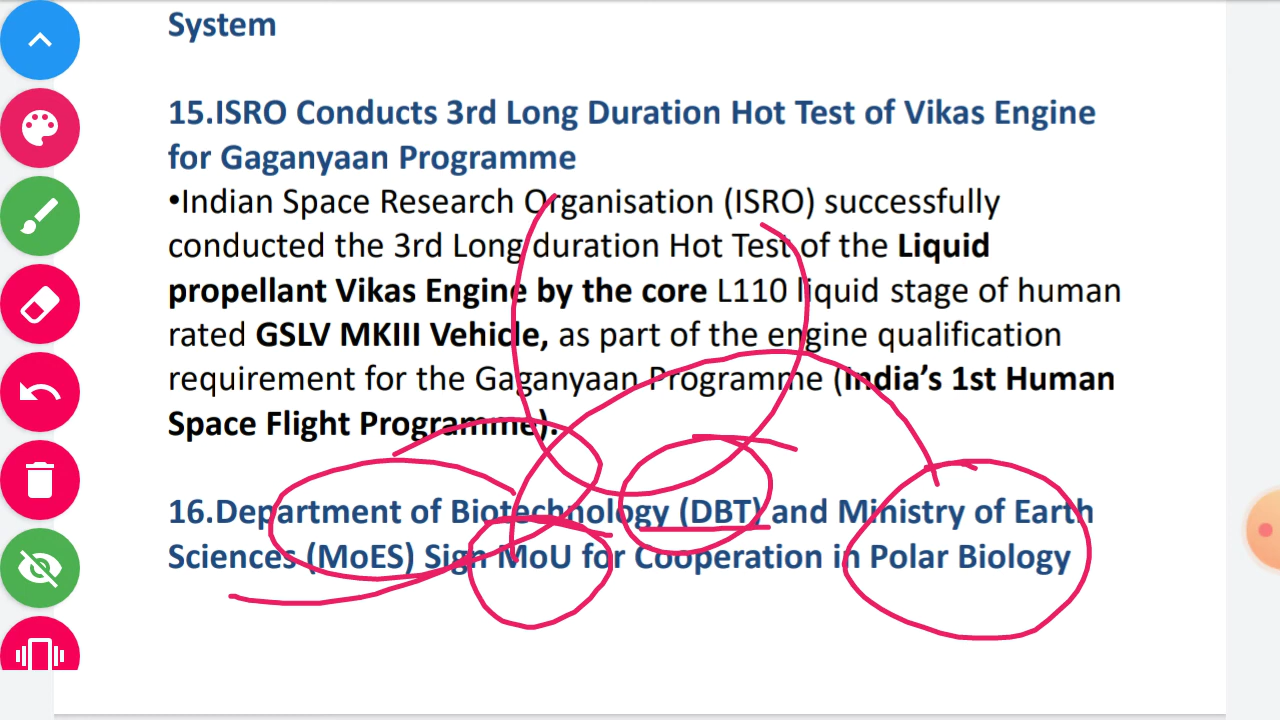 System
15.ISRO Conducts 3rd Long Duration Hot Test of Vikas Engine
for Gaganyaan Programme
•Indian Space Research Organisation (ISRO) successfully
conducted the 3rd Long duration Hot Test of the Liquid
propellant Vikas Engine by the core L110 liquid stage of human
rated GSLV MKIII Vehicle, as part of the engine qualification
requirement for the Gaganyaan Programme (India’s 1st Human
Space Flight Programme).
16.Department of Biotechnology (DBT) and Ministry of Earth
Sciences (MoES) Sign MoU for Cooperation in Polar Biology